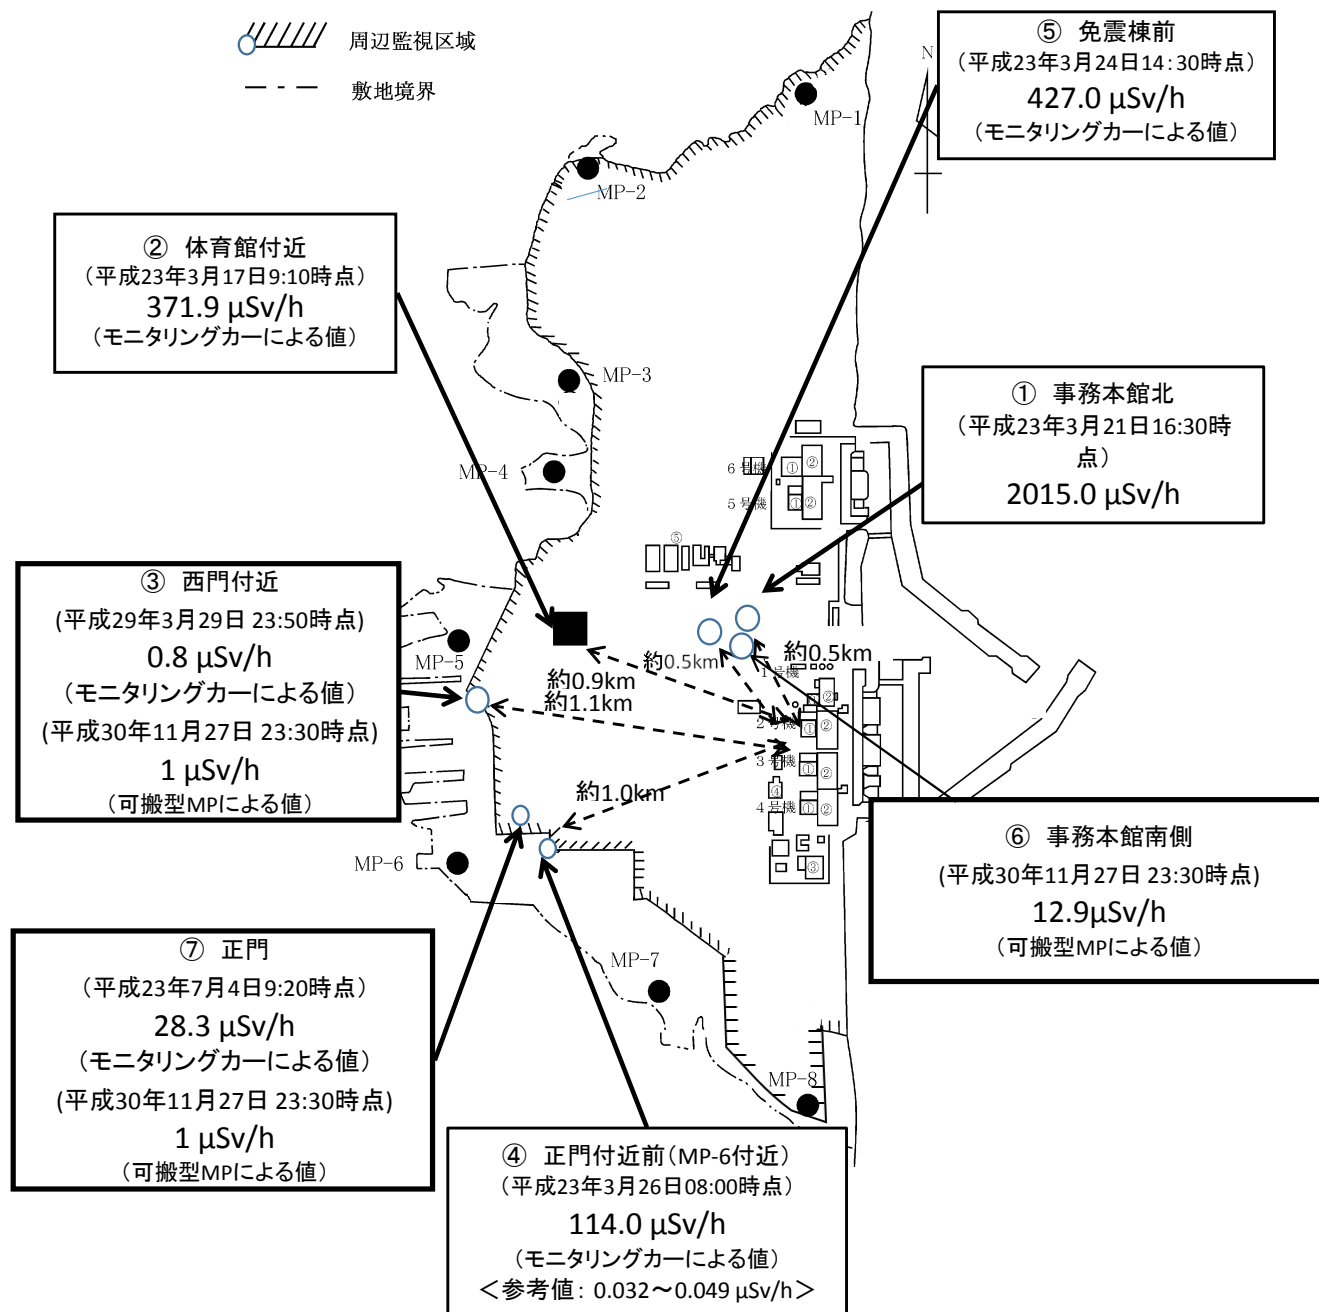 周辺監視区域
敷地境界
⑤ 免震棟前
（平成23年3月24日14：30時点）
427.0 μSv/h
（モニタリングカーによる値）
N
MP-1
MP-2
② 体育館付近
（平成23年3月17日9:10時点）
371.9 μSv/h
（モニタリングカーによる値）
MP-3
① 事務本館北
（平成23年3月21日16:30時
点）
2015.0 μSv/h
MP-4
6号機
① ②
5号機
① ②
⑤
③ 西門付近
(平成29年3月29日 23:50時点)
0.8 μSv/h
（モニタリングカーによる値）
(平成30年11月27日 23:30時点)
1 μSv/h
（可搬型MPによる値）
MP-5
約0.9km
約1.1km
約0.5km
約0.5km
1号機
②
2号機
① ②
3号機
① ②
④
4号機
① ②
③
約1.0km
MP-6
⑥ 事務本館南側
(平成30年11月27日 23:30時点)
12.9μSv/h
（可搬型MPによる値）
⑦ 正門
（平成23年7月4日9:20時点）
28.3 μSv/h
（モニタリングカーによる値）
(平成30年11月27日 23:30時点)
1 μSv/h
（可搬型MPによる値）
MP-7
MP-8
④ 正門付近前（MP-6付近）
（平成23年3月26日08:00時点）
114.0 μSv/h
（モニタリングカーによる値）
＜参考値： 0.032～0.049 μSv/h＞